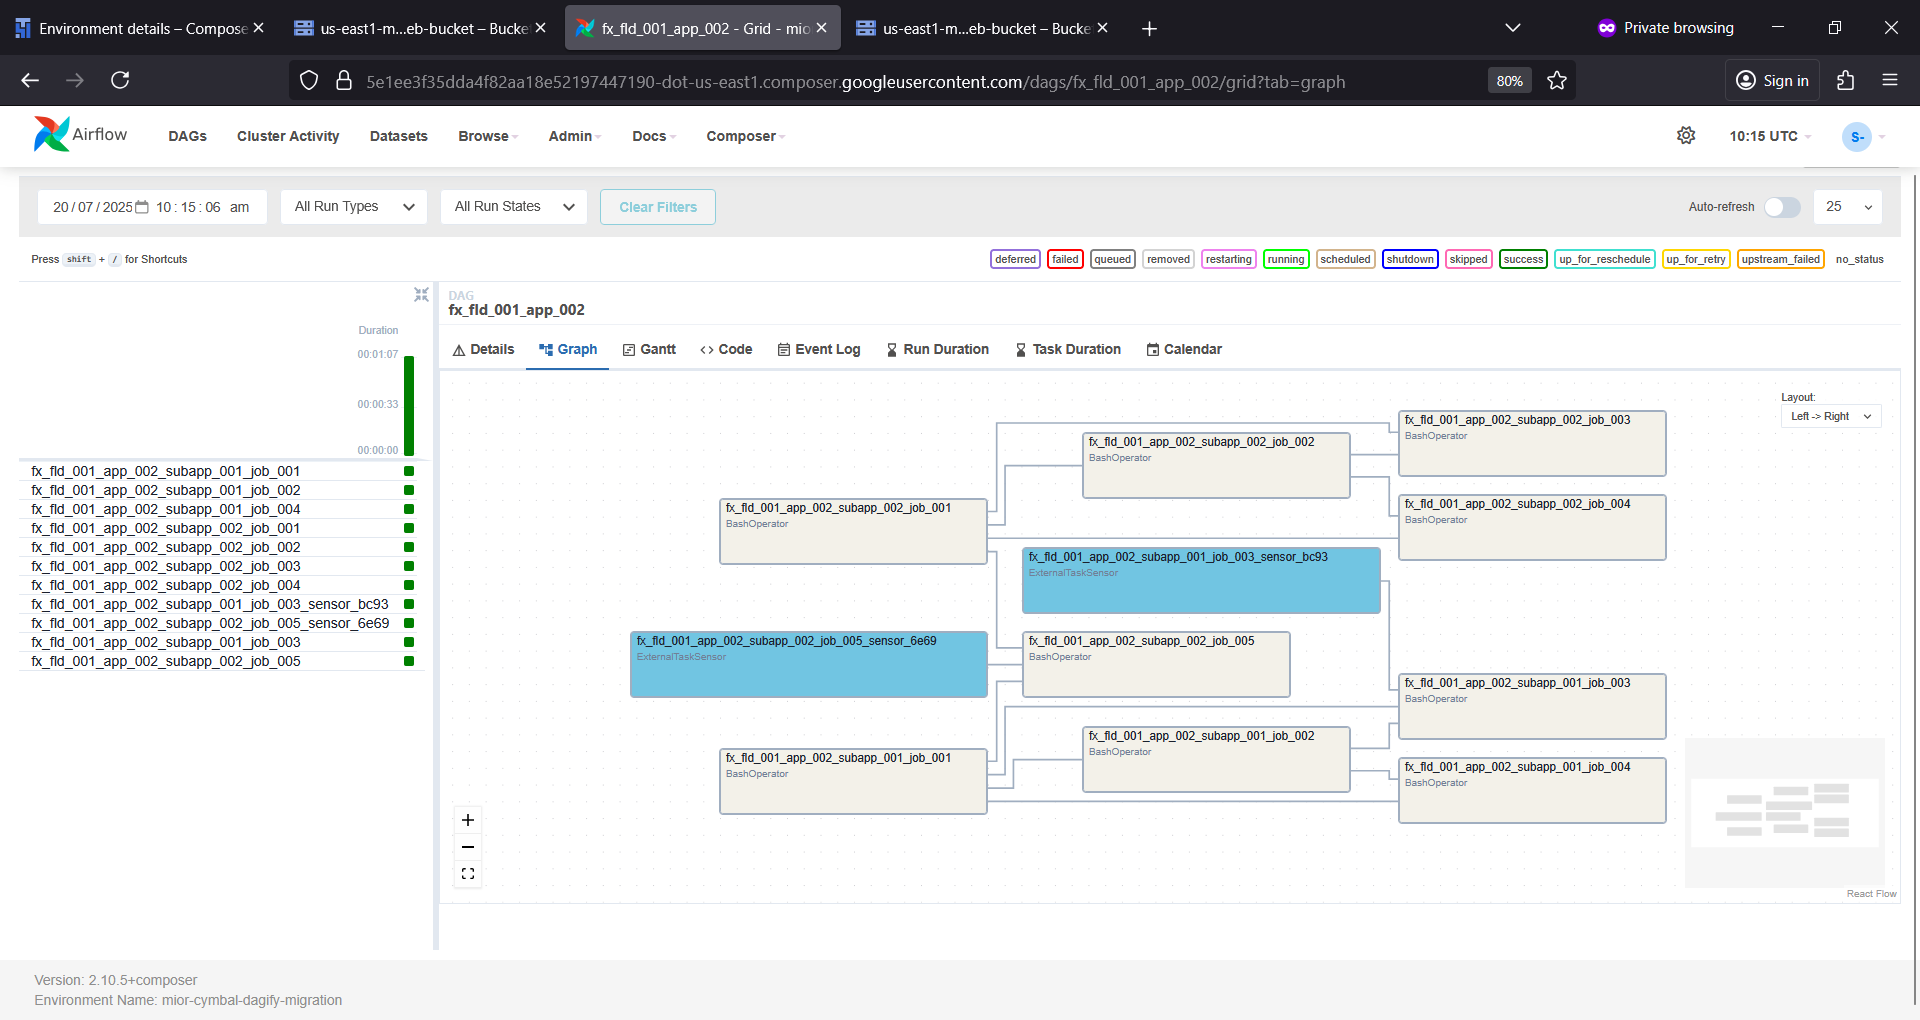 Environment details – Compose
us-east1-m...eb-bucket – Bucke
fx_fld_001_app_002 - Grid - mio
us-east1-m...eb-bucket – Bucke
Private browsing
5e1ee3f35dda4f82aa18e52197447190-dot-us-east1.composer.googleusercontent.com/dags/fx_fld_001_app_002/grid?tab=graph
80%
Sign in
Airflow
DAGs
Cluster Activity
Datasets
Browse
Admin
Docs
Composer
10:15 UTC
S-
20/07/2025 10:15:06 am
All Run Types
All Run States
Clear Filters
Auto-refresh
25
Press shift + / for Shortcuts
deferred
failed
queued
removed
restarting
running
scheduled
shutdown
skipped
success
up_for_reschedule
up_for_retry
upstream_failed
no_status
Duration
00:01:07
00:00:33
00:00:00
fx_fld_001_app_002_subapp_001_job_001
fx_fld_001_app_002_subapp_001_job_002
fx_fld_001_app_002_subapp_001_job_004
fx_fld_001_app_002_subapp_002_job_001
fx_fld_001_app_002_subapp_002_job_002
fx_fld_001_app_002_subapp_002_job_003
fx_fld_001_app_002_subapp_002_job_004
fx_fld_001_app_002_subapp_001_job_003_sensor_bc93
fx_fld_001_app_002_subapp_002_job_005_sensor_6e69
fx_fld_001_app_002_subapp_001_job_003
fx_fld_001_app_002_subapp_002_job_005
DAG
fx_fld_001_app_002
Details
Graph
Gantt
<> Code
Event Log
Run Duration
Task Duration
Calendar
Layout:
Left -> Right
fx_fld_001_app_002_subapp_002_job_003
BashOperator
fx_fld_001_app_002_subapp_002_job_002
BashOperator
fx_fld_001_app_002_subapp_002_job_004
BashOperator
fx_fld_001_app_002_subapp_002_job_001
BashOperator
fx_fld_001_app_002_subapp_001_job_003_sensor_bc93
ExternalTaskSensor
fx_fld_001_app_002_subapp_002_job_005_sensor_6e69
ExternalTaskSensor
fx_fld_001_app_002_subapp_002_job_005
BashOperator
fx_fld_001_app_002_subapp_001_job_003
BashOperator
fx_fld_001_app_002_subapp_001_job_002
BashOperator
fx_fld_001_app_002_subapp_001_job_001
BashOperator
fx_fld_001_app_002_subapp_001_job_004
BashOperator
React Flow
Version: 2.10.5+composer
Environment Name: mior-cymbal-dagify-migration